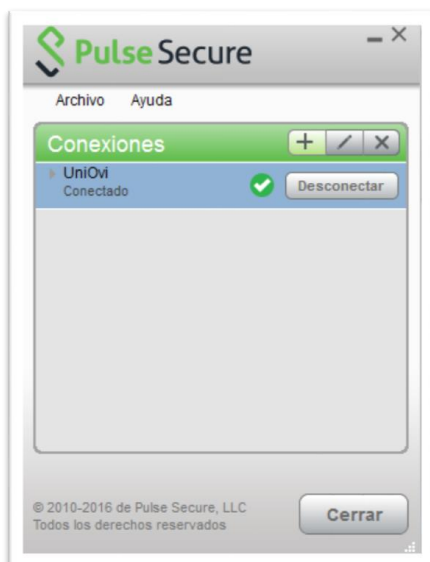 Pulse Secure
Archivo Ayuda
Conexiones
UniOvi
Conectado
Desconectar
© 2010-2016 de Pulse Secure, LLC
Todos los derechos reservados
Cerrar